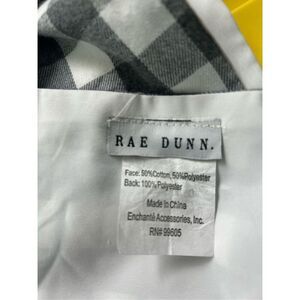 RAE DUNN.
Face: 50%Cotton, 50%Polyester
Back: 100%Polyester
Made in China
Enchanté Accessories, Inc.
RN# 99605